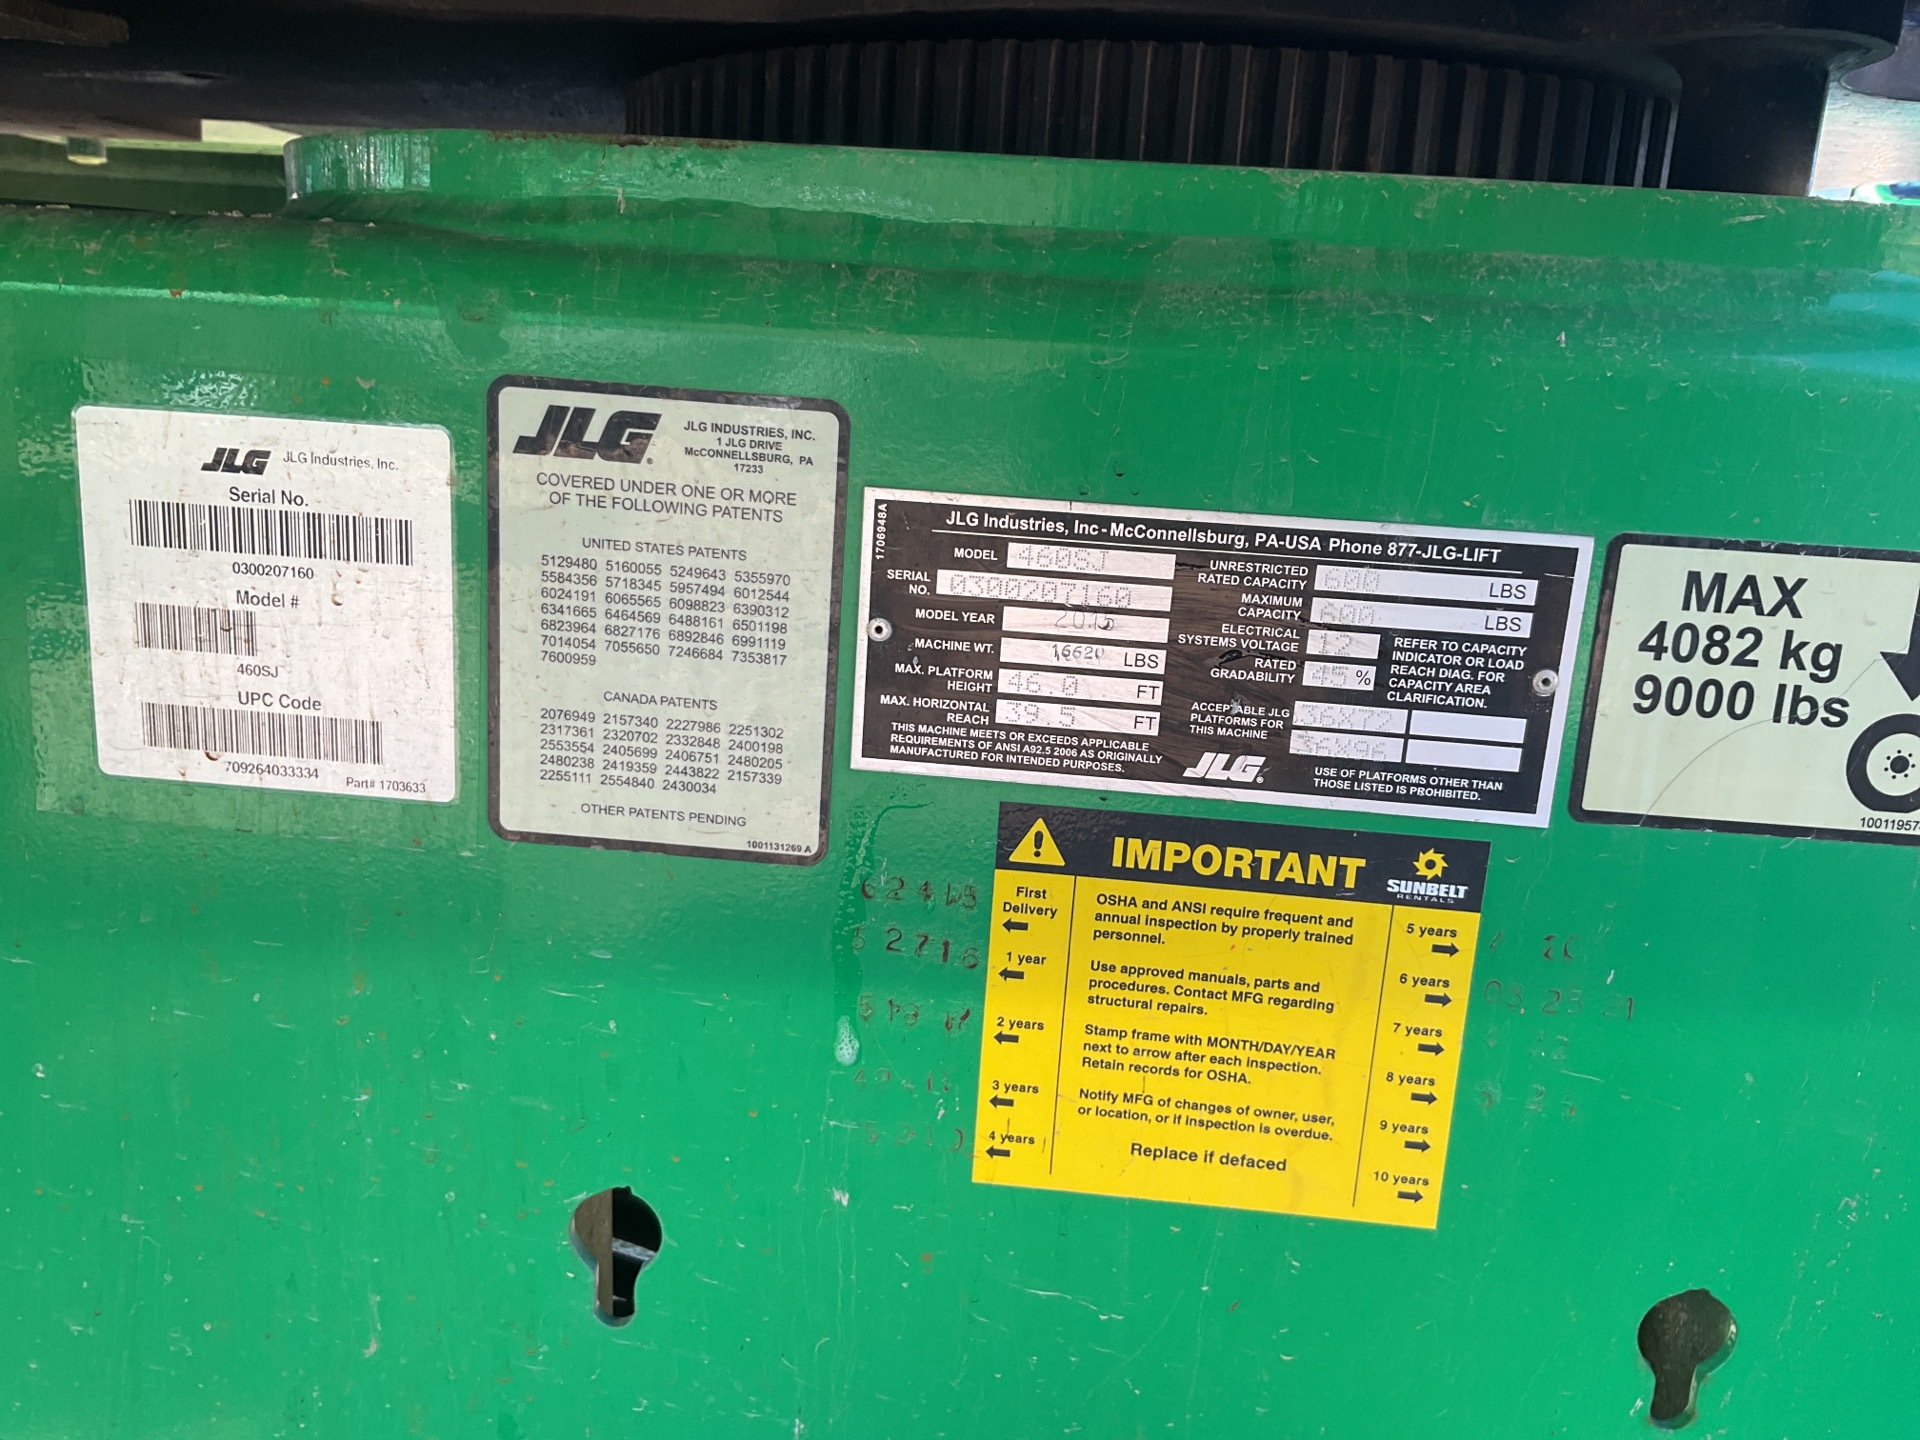 JLG JLG Industries, Inc.
Serial No.
0300207160
Model #
460SJ
UPC Code
709264033334
Part# 1703633
JLG
JLG INDUSTRIES, INC.
1 JLG DRIVE
McCONNELLSBURG, PA
17233
COVERED UNDER ONE OR MORE
OF THE FOLLOWING PATENTS
UNITED STATES PATENTS
5129480 5160055 5249643 5355970
5584356 5718345 5957494 6012544
6024191 6065565 6098823 6390312
6341665 6464569 6488161 6501198
6823964 6827176 6892846 6991119
7014054 7055650 7246684 7353817
7600959
CANADA PATENTS
2076949 2157340 2227986 2251302
2317361 2320702 2332848 2400198
2553554 2405699 2406751 2480205
2480238 2419359 2443822 2157339
2255111 2554840 2430034
OTHER PATENTS PENDING
1001131269 A
1706948A
JLG Industries, Inc - McConnellsburg, PA-USA Phone 877-JLG-LIFT
MODEL 460SJ
SERIAL NO. 0300207160
MODEL YEAR 2015
MACHINE WT. 16620 LBS
MAX. PLATFORM HEIGHT 46.0 FT
MAX. HORIZONTAL REACH 39.5 FT
THIS MACHINE MEETS OR EXCEEDS APPLICABLE
REQUIREMENTS OF ANSI A92.5 2006 AS ORIGINALLY
MANUFACTURED FOR INTENDED PURPOSES.
UNRESTRICTED RATED CAPACITY 600 LBS
MAXIMUM CAPACITY 600 LBS
ELECTRICAL SYSTEMS VOLTAGE 12
RATED GRADABILITY 45 %
REFER TO CAPACITY
INDICATOR OR LOAD
REACH DIAG. FOR
CAPACITY AREA
CLARIFICATION.
ACCEPTABLE JLG
PLATFORMS FOR
THIS MACHINE
36X72
36X96
JLG
USE OF PLATFORMS OTHER THAN
THOSE LISTED IS PROHIBITED.
MAX
4082 kg
9000 lbs
IMPORTANT
SUNBELT
RENTALS
First
Delivery
1 year
2 years
3 years
4 years
OSHA and ANSI require frequent and
annual inspection by properly trained
personnel.
Use approved manuals, parts and
procedures. Contact MFG regarding
structural repairs.
Stamp frame with MONTH/DAY/YEAR
next to arrow after each inspection.
Retain records for OSHA.
Notify MFG of changes of owner, user,
or location, or if inspection is overdue.
Replace if defaced
5 years
6 years
7 years
8 years
9 years
10 years
2716
03 23 21